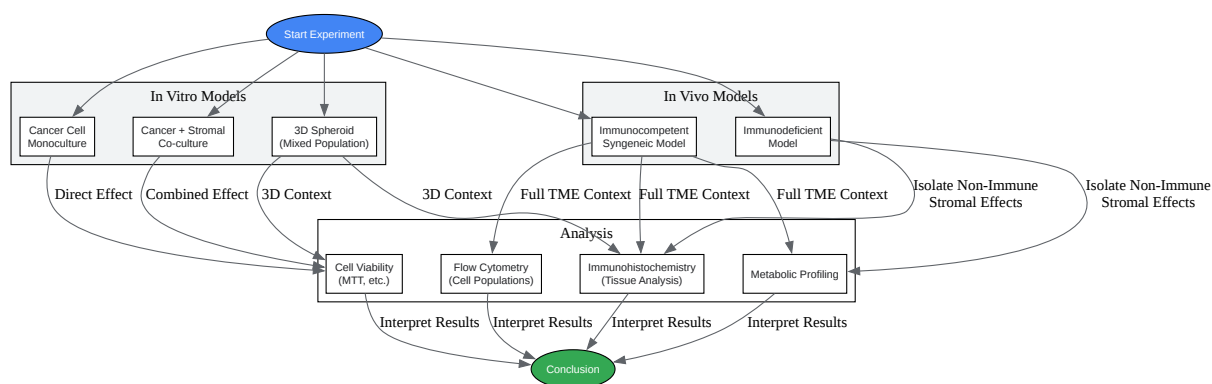 Start Experiment
In Vitro Models
In Vivo Models
Cancer Cell
Monoculture
Cancer + Stromal
Co-culture
3D Spheroid
(Mixed Population)
Immunocompetent
Syngeneic Model
Immunodeficient
Model
Direct Effect
Combined Effect
3D Context
3D Context
Full TME Context
Full TME Context
Full TME Context
Isolate Non-Immune
Stromal Effects
Isolate Non-Immune
Stromal Effects
Analysis
Cell Viability
(MTT, etc.)
Flow Cytometry
(Cell Populations)
Immunohistochemistry
(Tissue Analysis)
Metabolic Profiling
Interpret Results
Interpret Results
Interpret Results
Interpret Results
Conclusion